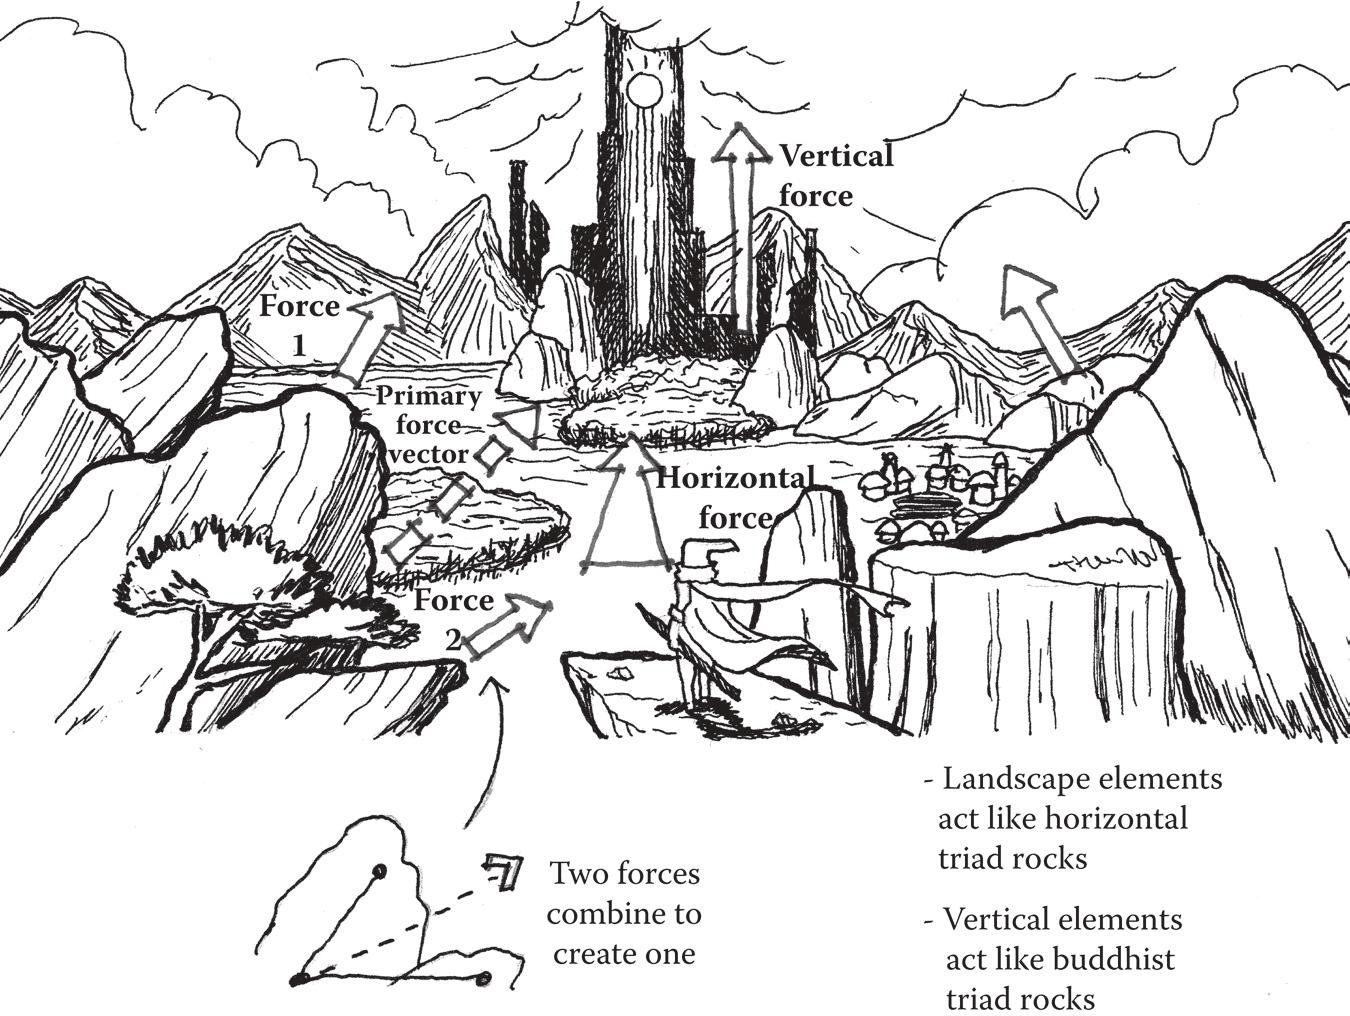 Vertical
force
Force
1
Primary
force
vector
Horizontal
force
Force
2
Two forces
combine to
create one
- Landscape elements
act like horizontal
triad rocks
- Vertical elements
act like buddhist
triad rocks